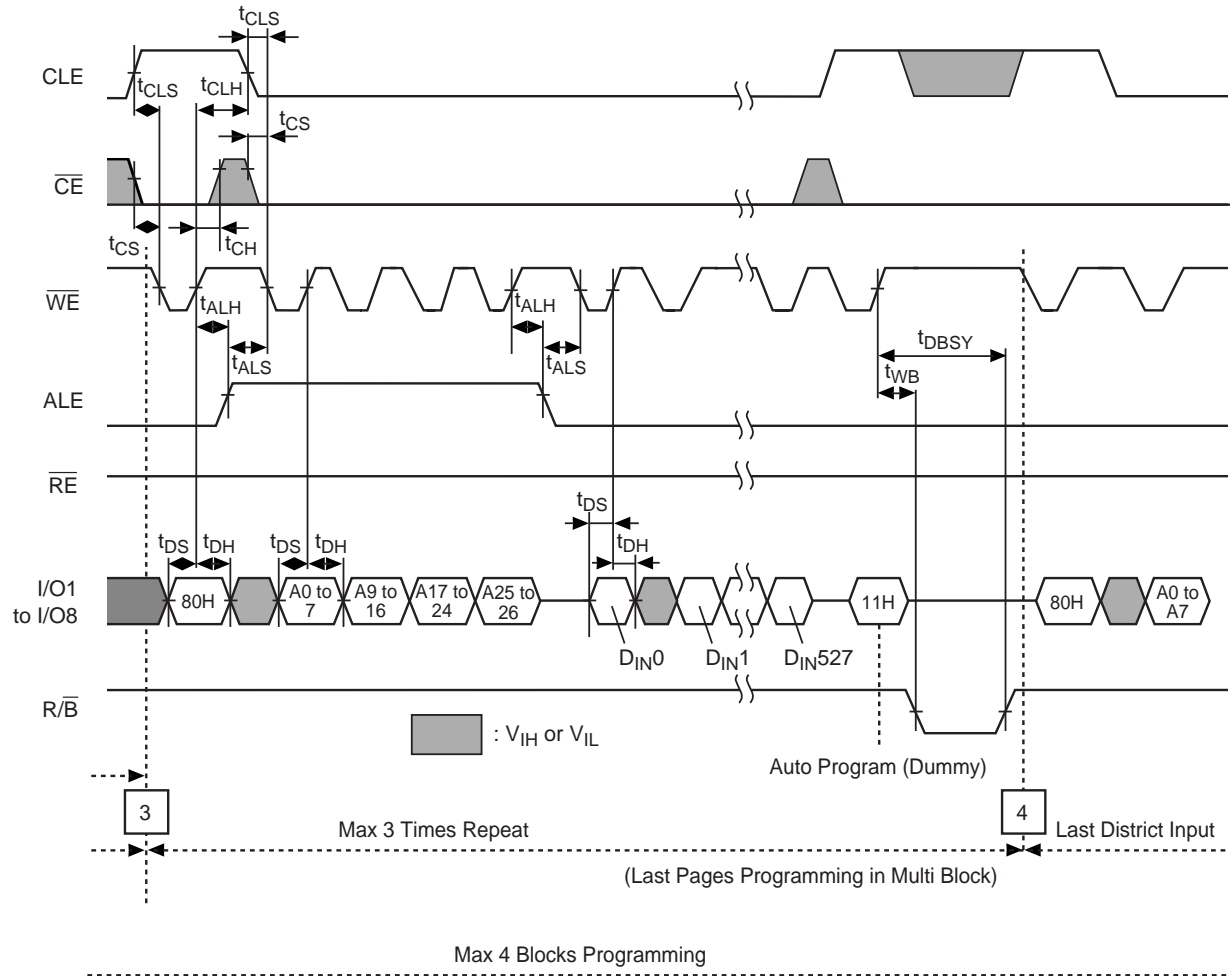 tCLS
CLE
tCLS tCLH
tCS
CE
tCS tCH
WE
tALH tALH
tDBSY
tALS tALS
tWB
ALE
RE
tDS
tDS tDH tDS tDH tDH
I/O1 to I/O8
80H
A0 to 7
A9 to 16
A17 to 24
A25 to 26
11H
80H
A0 to A7
DIN0 DIN1 DIN527
R/B
: VIH or VIL
Auto Program (Dummy)
3
4
Max 3 Times Repeat
Last District Input
(Last Pages Programming in Multi Block)
Max 4 Blocks Programming